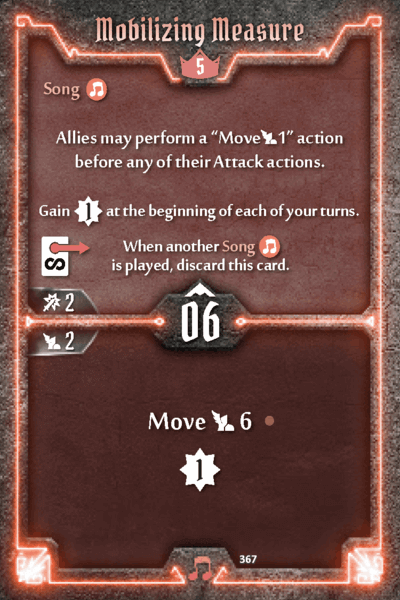 Mobilizing Measure
5
Song
Allies may perform a “Move 1” action
before any of their Attack actions.
Gain 1 at the beginning of each of your turns.
When another Song
is played, discard this card.
S
2
06
2
Move 6
1
367